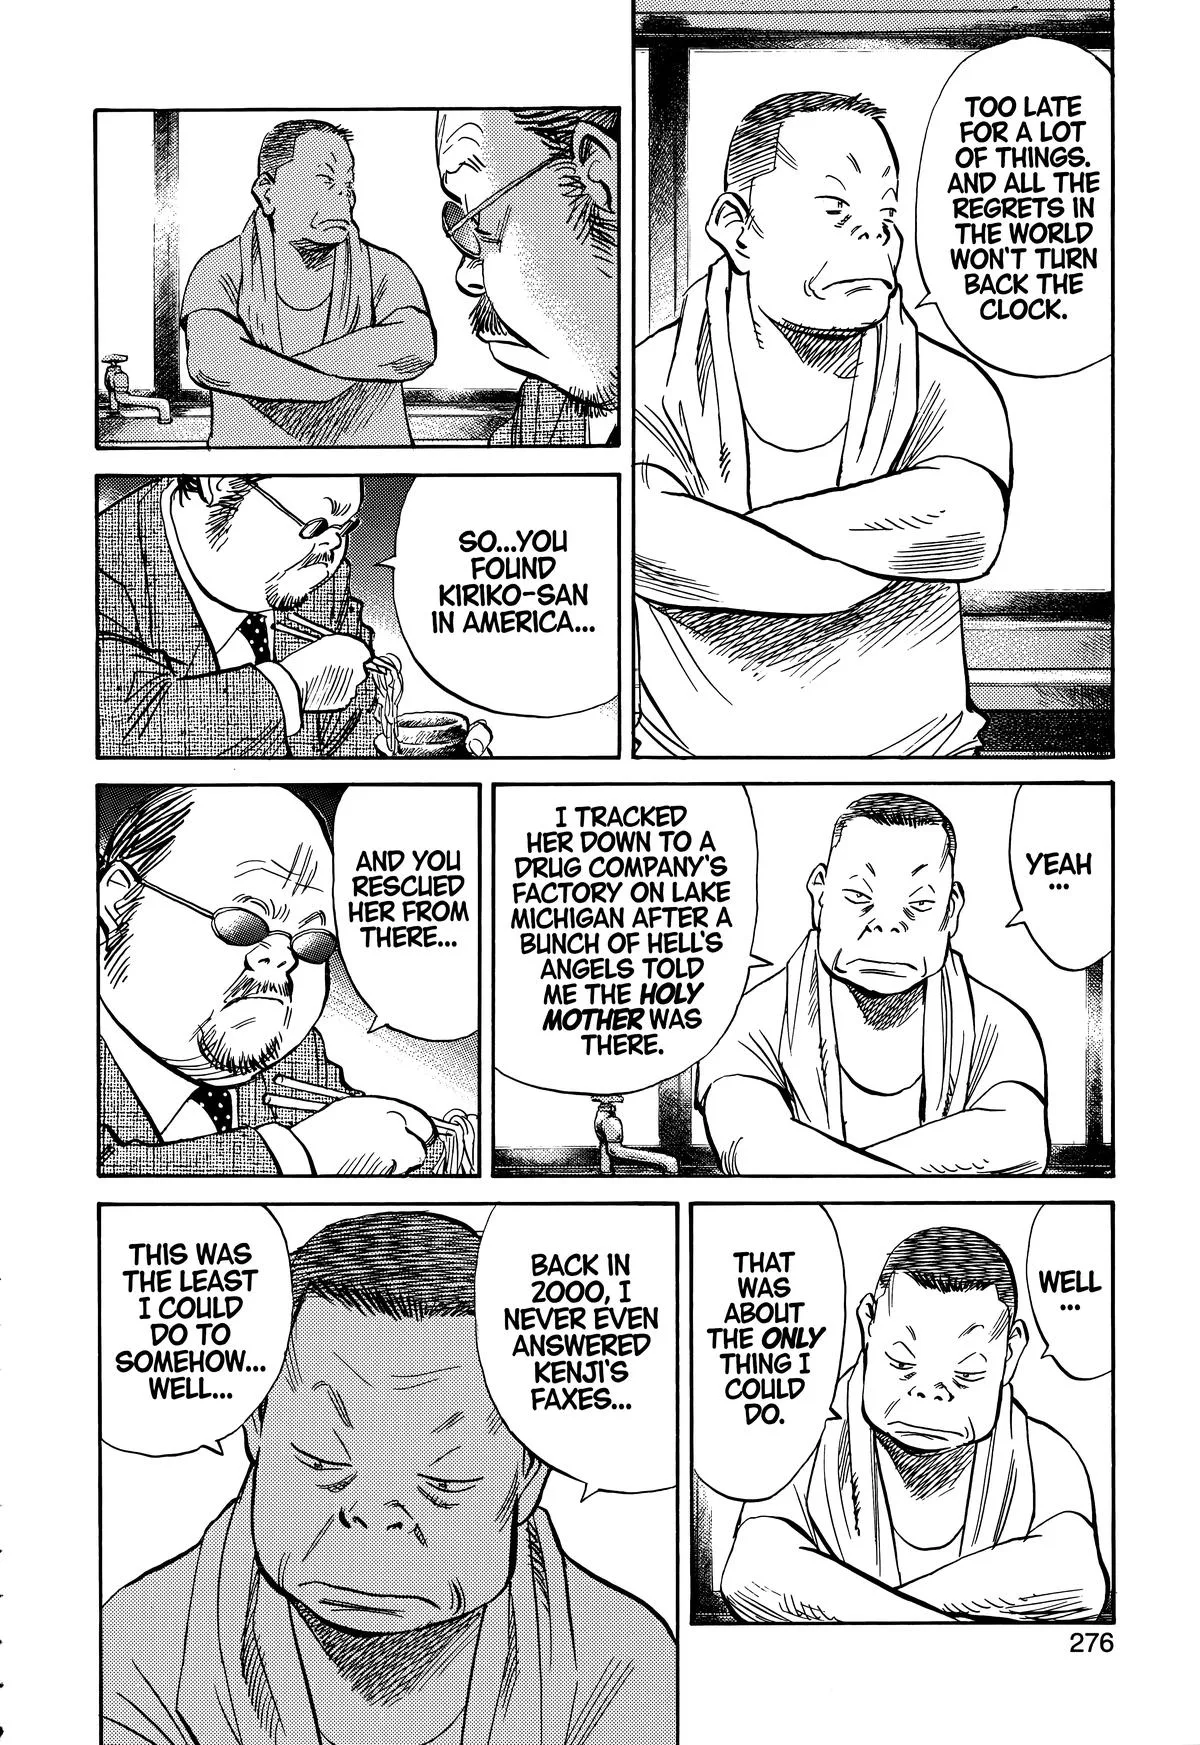 TOO LATE
FOR A LOT
OF THINGS.
AND ALL THE
REGRETS IN
THE WORLD
WON'T TURN
BACK THE
CLOCK.
SO...YOU
FOUND
KIRIKO-SAN
IN AMERICA...
YEAH
...
I TRACKED
HER DOWN TO A
DRUG COMPANY'S
FACTORY ON LAKE
MICHIGAN AFTER A
BUNCH OF HELL'S
ANGELS TOLD
ME THE HOLY
MOTHER WAS
THERE.
AND YOU
RESCUED
HER FROM
THERE...
WELL
...
THAT
WAS
ABOUT
THE ONLY
THING I
COULD
DO.
BACK IN
2000, I
NEVER EVEN
ANSWERED
KENJI'S
FAXES...
THIS WAS
THE LEAST
I COULD
DO TO
SOMEHOW...
WELL...
276